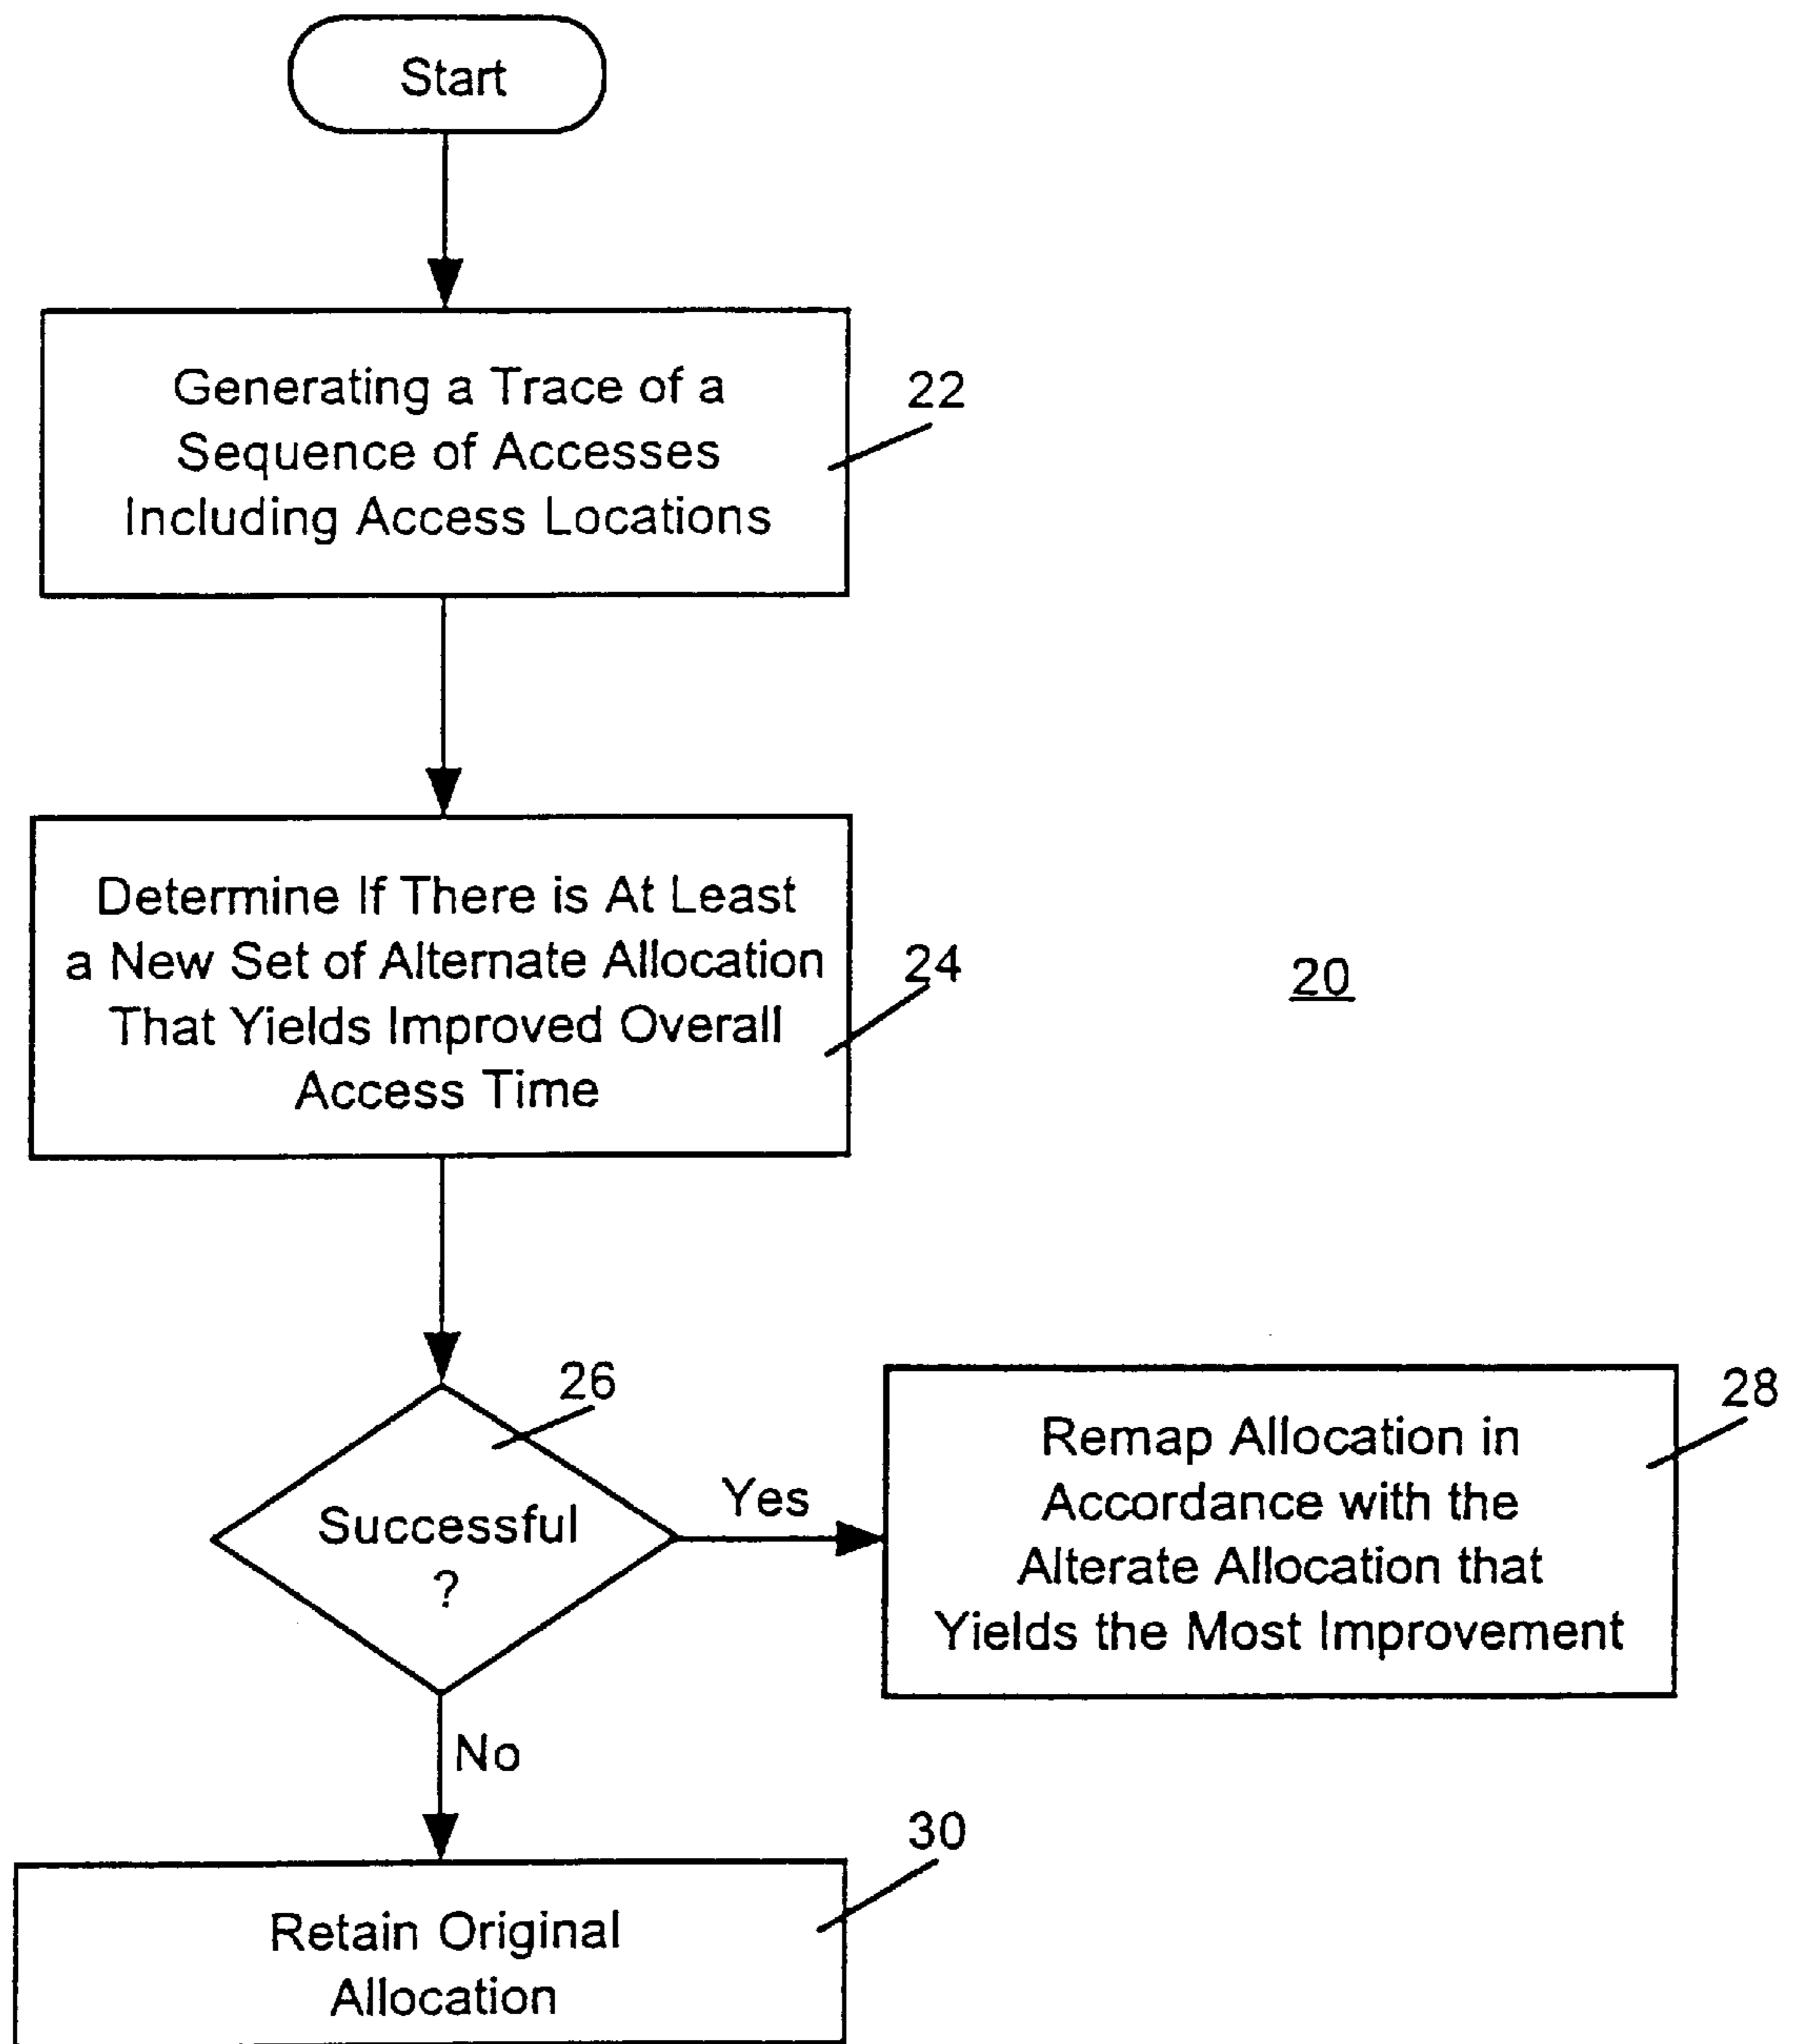 Start
Generating a Trace of a
Sequence of Accesses
Including Access Locations
22
Determine If There is At Least
a New Set of Alternate Allocation
That Yields Improved Overall
Access Time
24
20
26
Successful
?
Yes
28
Remap Allocation in
Accordance with the
Alterate Allocation that
Yields the Most Improvement
No
30
Retain Original
Allocation